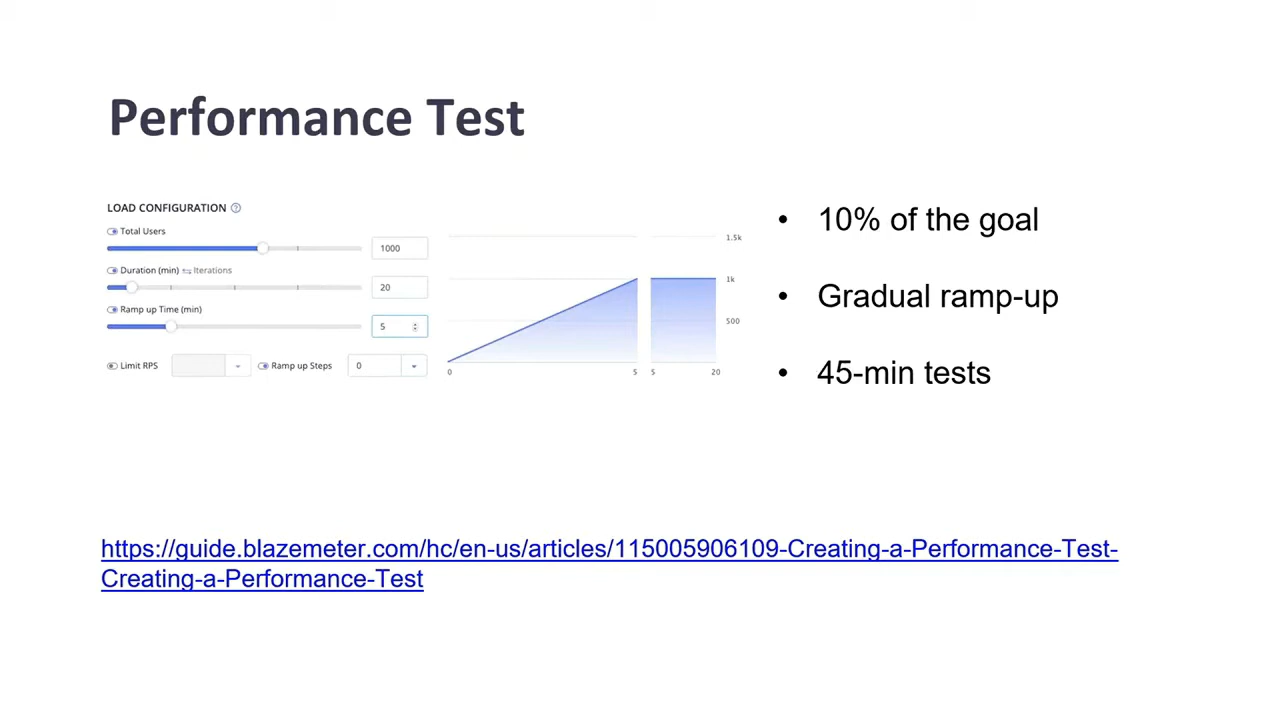 Performance Test
LOAD CONFIGURATION ?
Total Users
1000
Duration (min) ⇆ Iterations
20
Ramp up Time (min)
5
Limit RPS
Ramp up Steps
0
1.5k
1k
500
0
5
5
20
• 10% of the goal
• Gradual ramp-up
• 45-min tests
https://guide.blazemeter.com/hc/en-us/articles/115005906109-Creating-a-Performance-Test-
Creating-a-Performance-Test